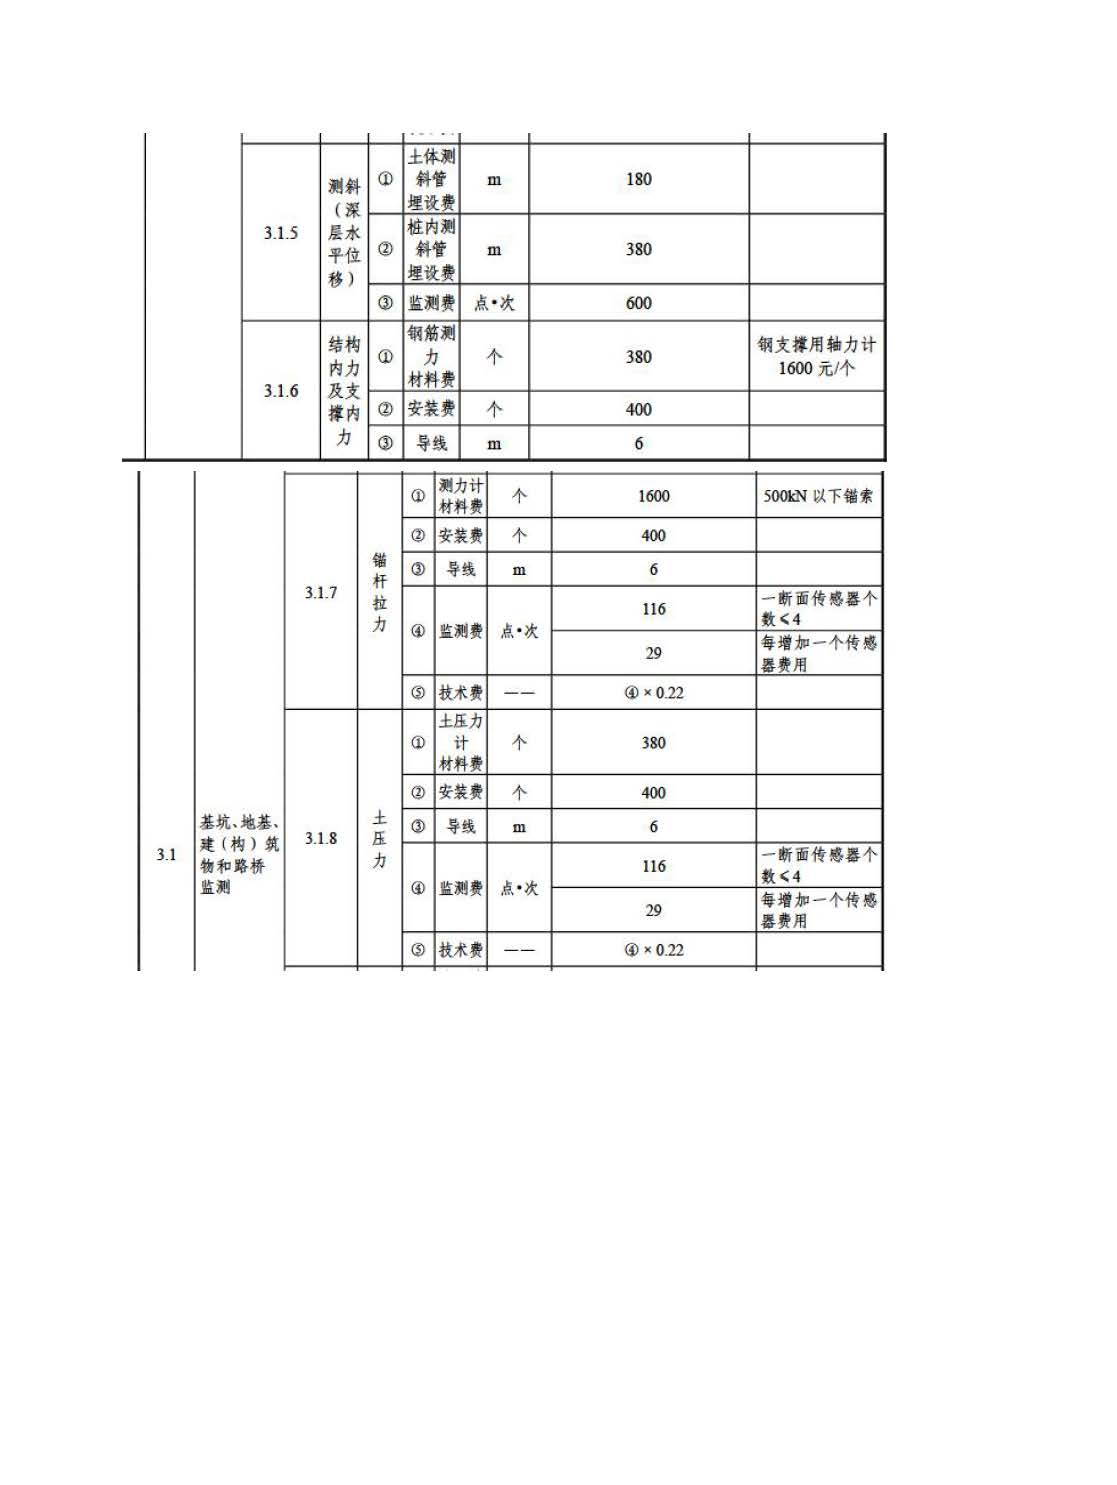 3.1.5
测斜
（深
层水
平位
移）
①
土体测
斜管
埋设费
m
180
②
桩内测
斜管
埋设费
m
380
③
监测费
点•次
600
3.1.6
结构
内力
及支
撑内
力
①
钢筋测
力
材料费
个
380
钢支撑用轴力计
1600 元/个
②
安装费
个
400
③
导线
m
6
3.1
基坑、地基、
建（构）筑
物和路桥
监测
3.1.7
锚
杆
拉
力
①
测力计
材料费
个
1600
500kN 以下锚索
②
安装费
个
400
③
导线
m
6
④
监测费
点•次
116
一断面传感器个
数≤4
29
每增加一个传感
器费用
⑤
技术费
——
④ × 0.22
3.1.8
土
压
力
①
土压力
计
材料费
个
380
②
安装费
个
400
③
导线
m
6
④
监测费
点•次
116
一断面传感器个
数≤4
29
每增加一个传感
器费用
⑤
技术费
——
④ × 0.22